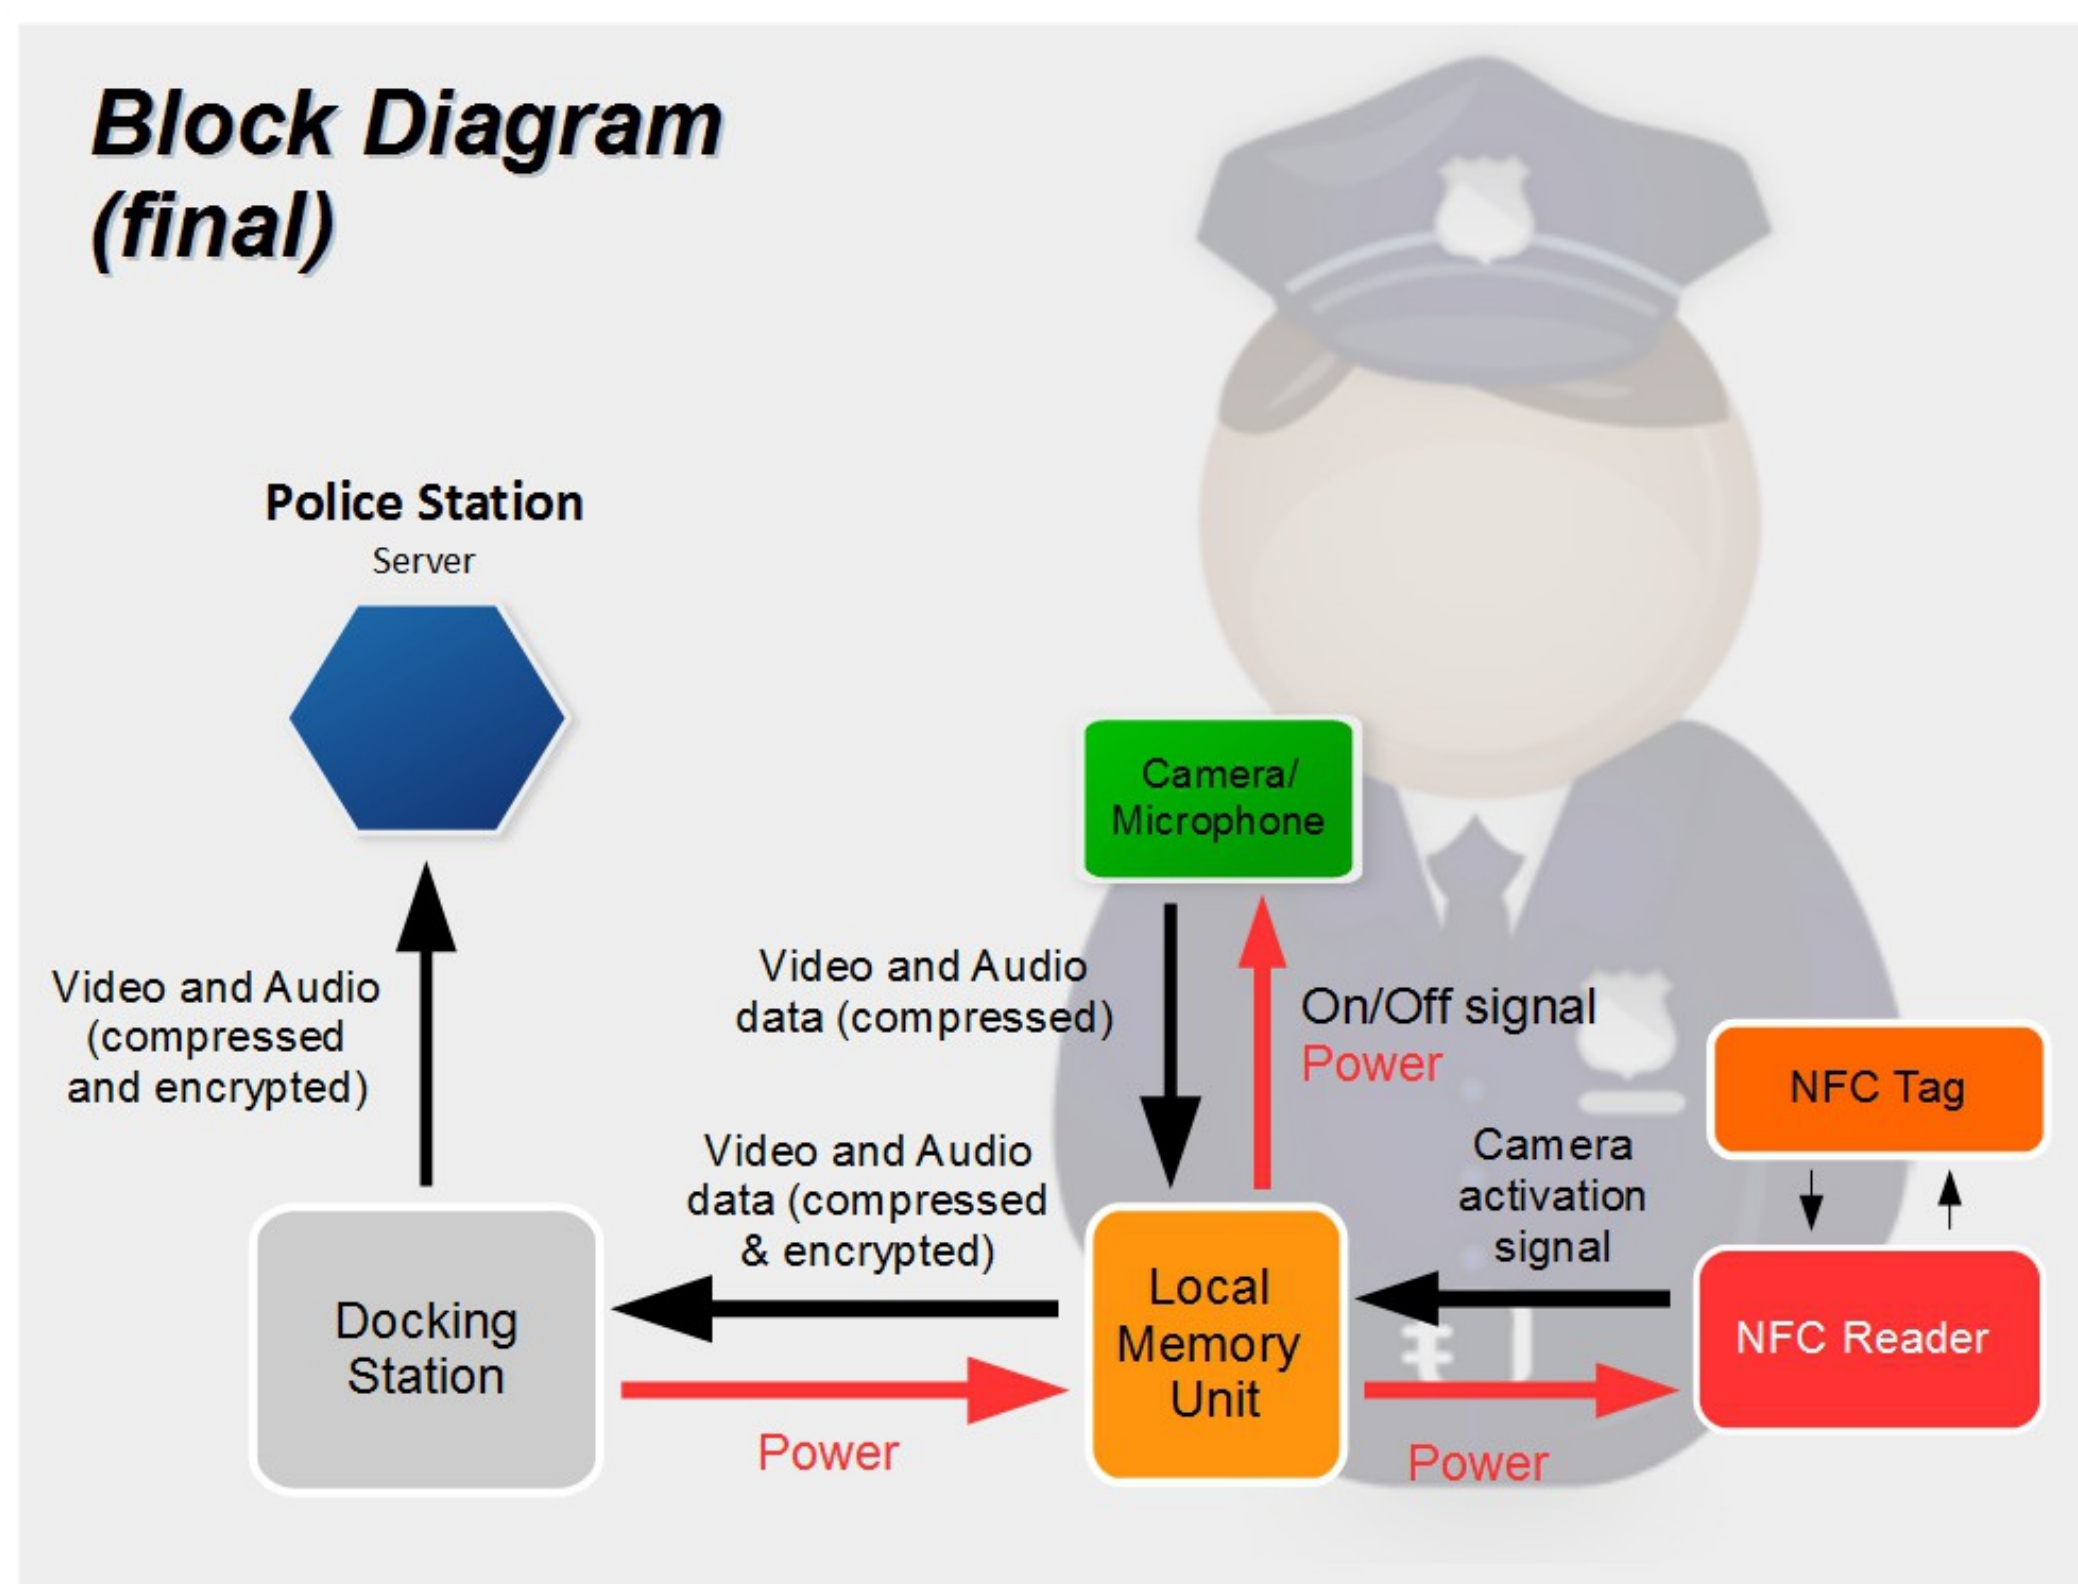 Block Diagram
(final)
Police Station
Server
Camera/
Microphone
Video and Audio
(compressed
and encrypted)
Video and Audio
data (compressed)
On/Off signal
Power
NFC Tag
Video and Audio
data (compressed
& encrypted)
Camera
activation
signal
Docking
Station
Local
Memory
Unit
NFC Reader
Power
Power